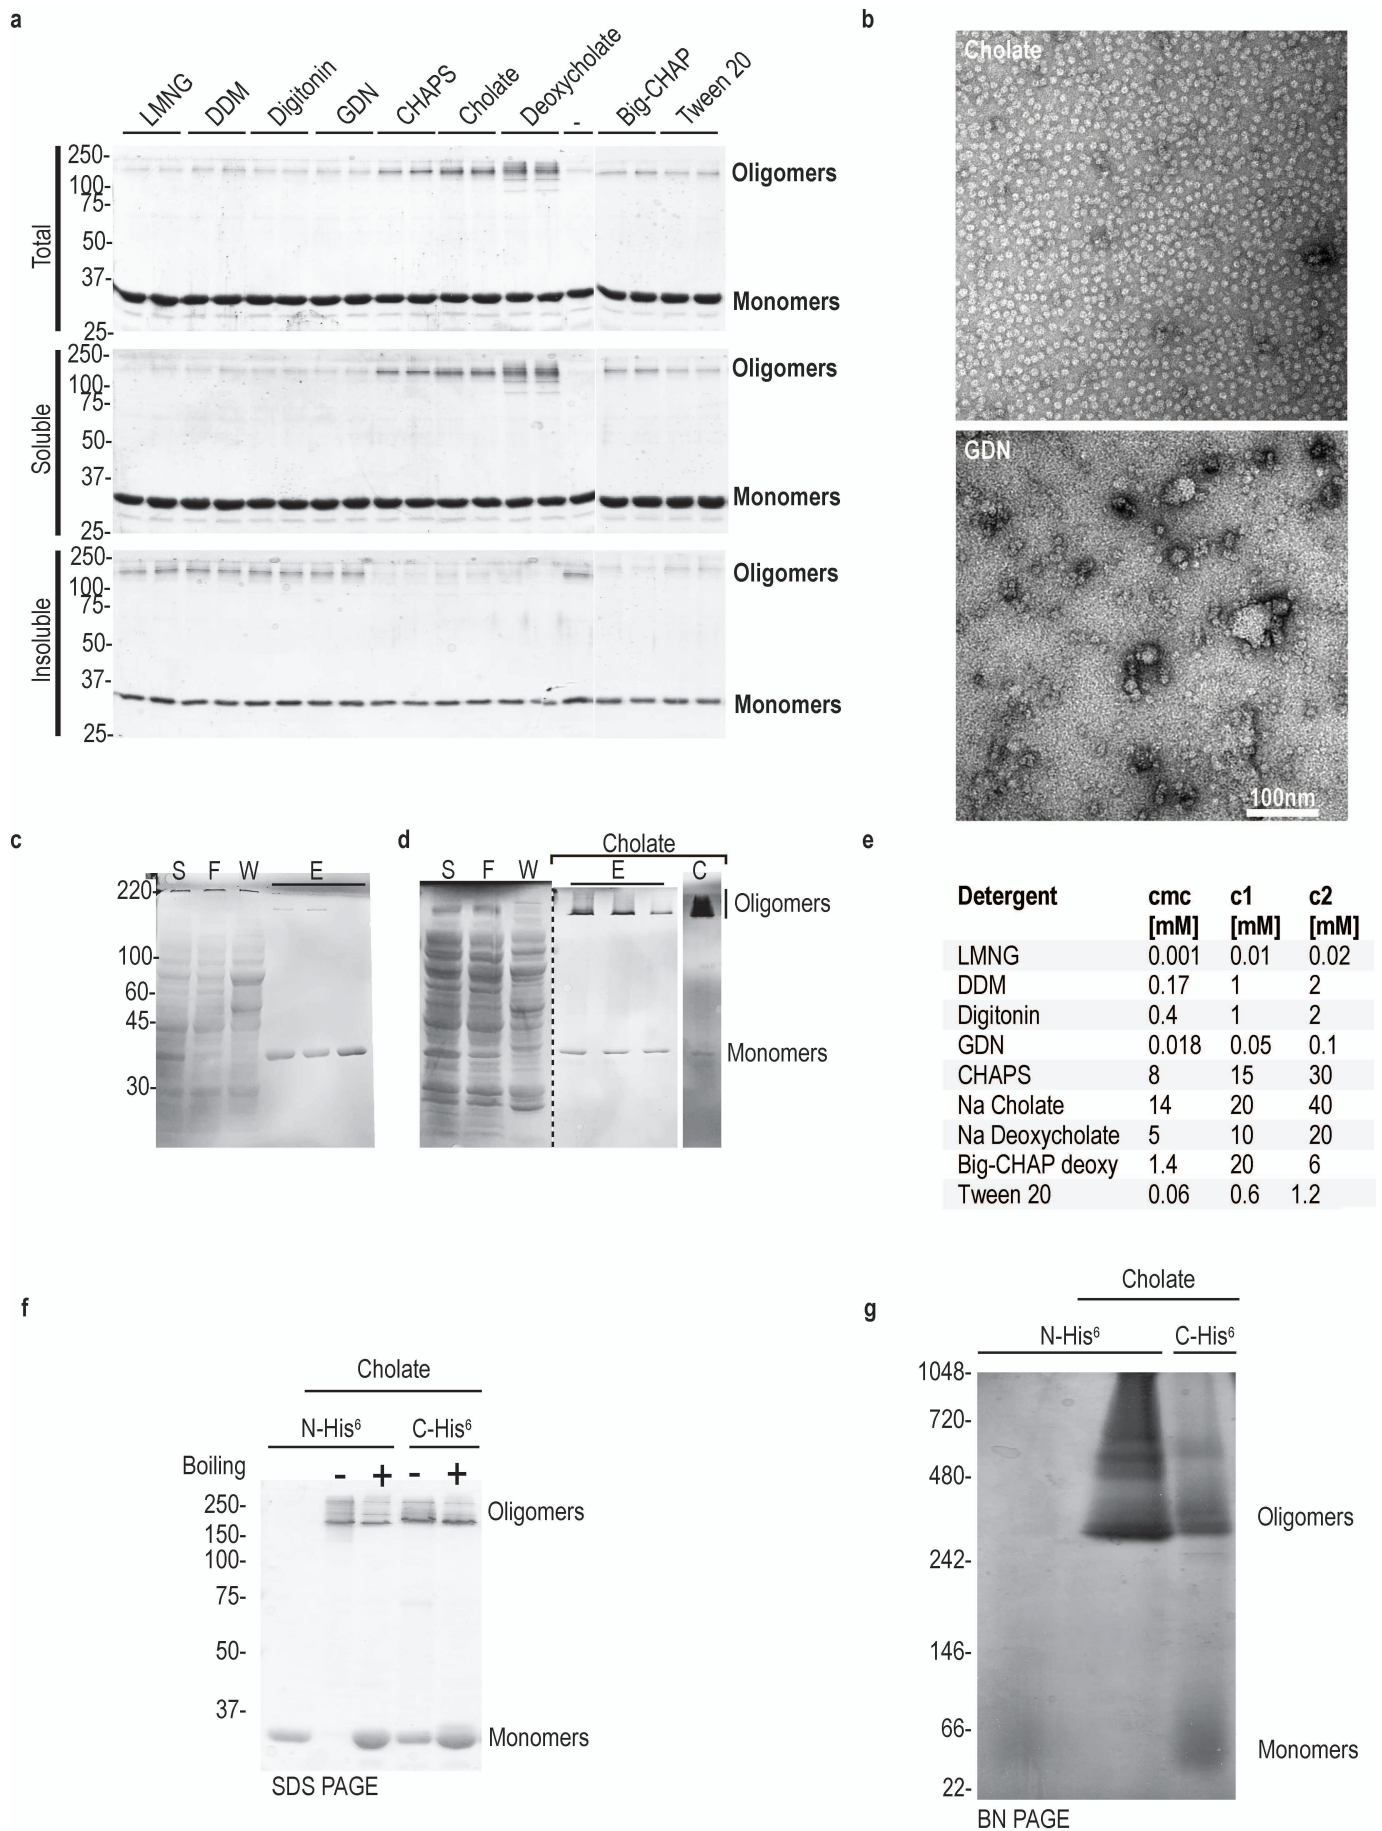 a
LMNG DDM Digitonin GDN CHAPS Cholate Deoxycholate - Big-CHAP Tween 20
Total
250-
100-
75-
50-
37-
25-
Oligomers
Monomers
Soluble
250-
100-
75-
50-
37-
25-
Oligomers
Monomers
Insoluble
250-
100-
75-
50-
37-
25-
Oligomers
Monomers
b
Cholate
GDN
100nm
c
S F W E
220-
100-
60-
45-
30-
d
Cholate
S F W E C
Oligomers
Monomers
e
Detergent cmc c1 c2
[mM] [mM] [mM]
LMNG 0.001 0.01 0.02
DDM 0.17 1 2
Digitonin 0.4 1 2
GDN 0.018 0.05 0.1
CHAPS 8 15 30
Na Cholate 14 20 40
Na Deoxycholate 5 10 20
Big-CHAP deoxy 1.4 20 6
Tween 20 0.06 0.6 1.2
f
Cholate
N-His⁶ C-His⁶
Boiling - + - +
250-
150-
100-
75-
50-
37-
Oligomers
Monomers
SDS PAGE
g
Cholate
N-His⁶ C-His⁶
1048-
720-
480-
242-
146-
66-
22-
Oligomers
Monomers
BN PAGE